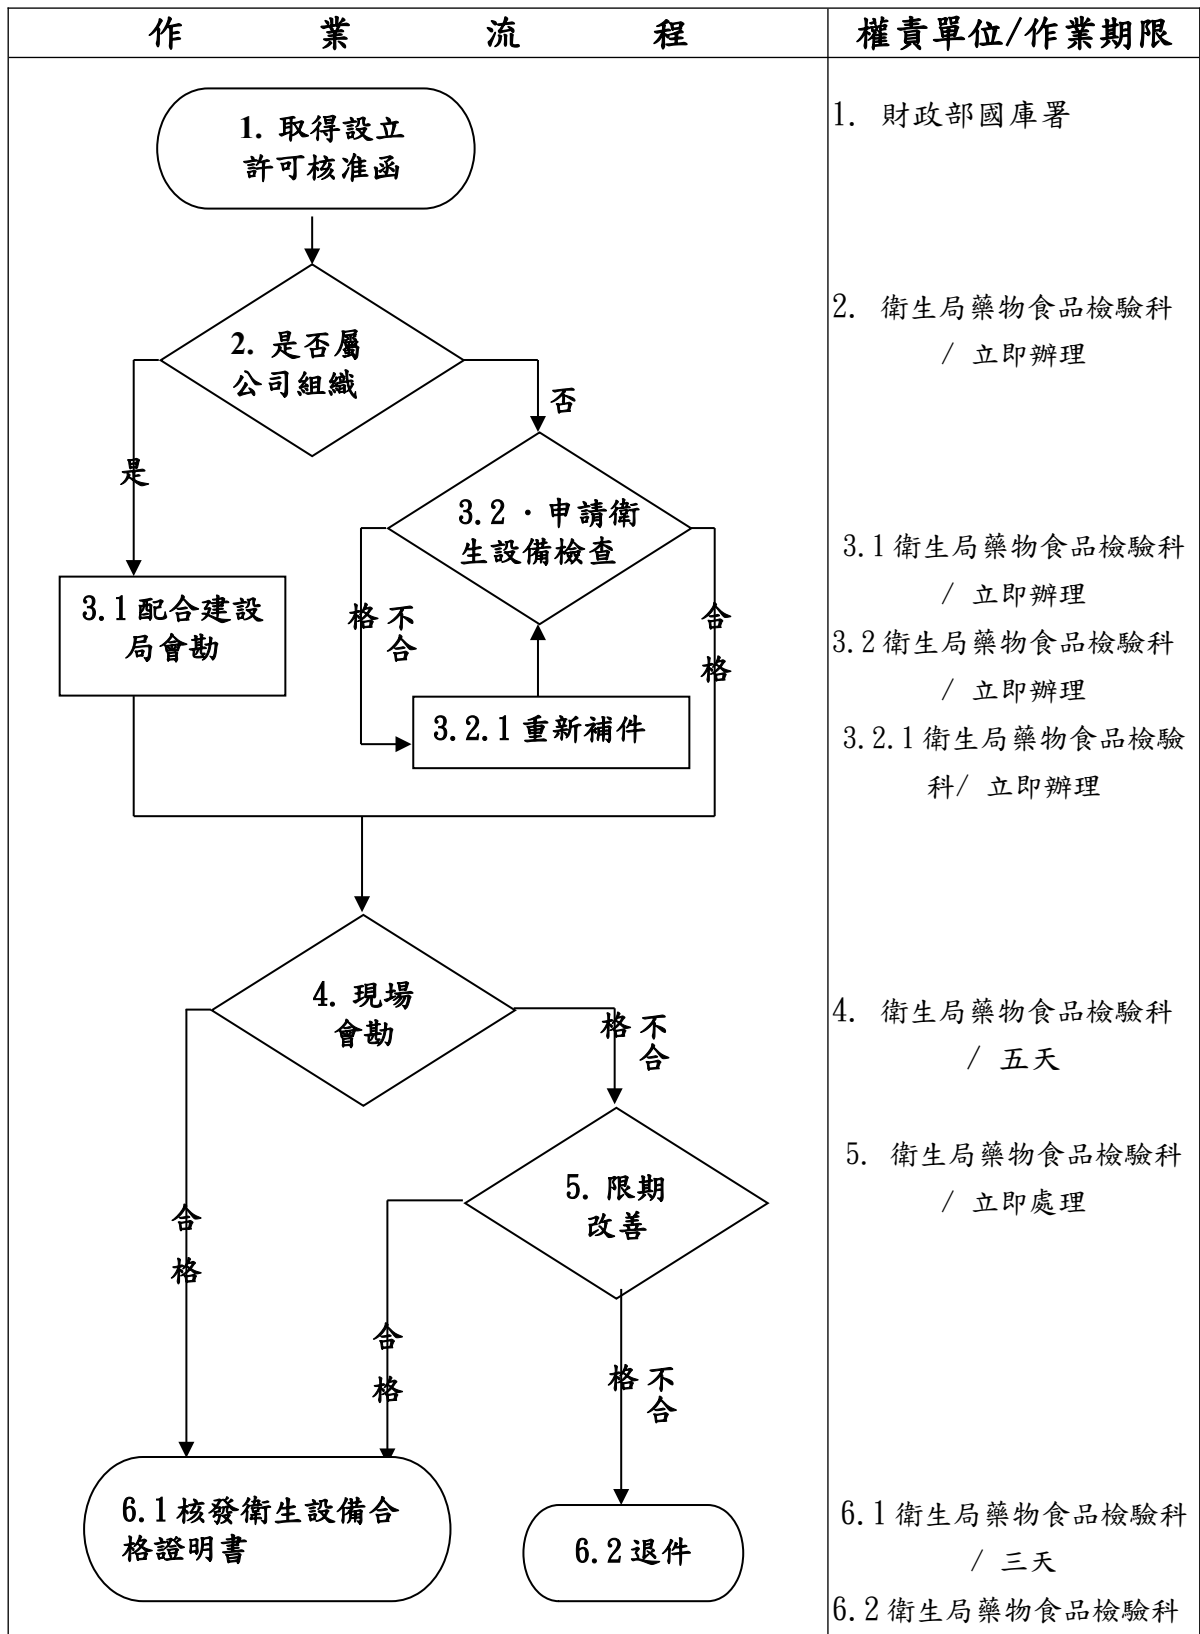 作業流程
權責單位/作業期限
1. 取得設立
許可核准函
2. 是否屬
公司組織
否
是
3.2 ‧申請衛
生設備檢查
3.1 配合建設
局會勘
不合格
合格
3.2.1 重新補件
4. 現場
會勘
不合格
合格
5. 限期
改善
合格
不合格
6.1 核發衛生設備合
格證明書
6.2 退件
1. 財政部國庫署
2. 衛生局藥物食品檢驗科
/ 立即辦理
3.1 衛生局藥物食品檢驗科
/ 立即辦理
3.2 衛生局藥物食品檢驗科
/ 立即辦理
3.2.1 衛生局藥物食品檢驗
科/ 立即辦理
4. 衛生局藥物食品檢驗科
/ 五天
5. 衛生局藥物食品檢驗科
/ 立即處理
6.1 衛生局藥物食品檢驗科
/ 三天
6.2 衛生局藥物食品檢驗科